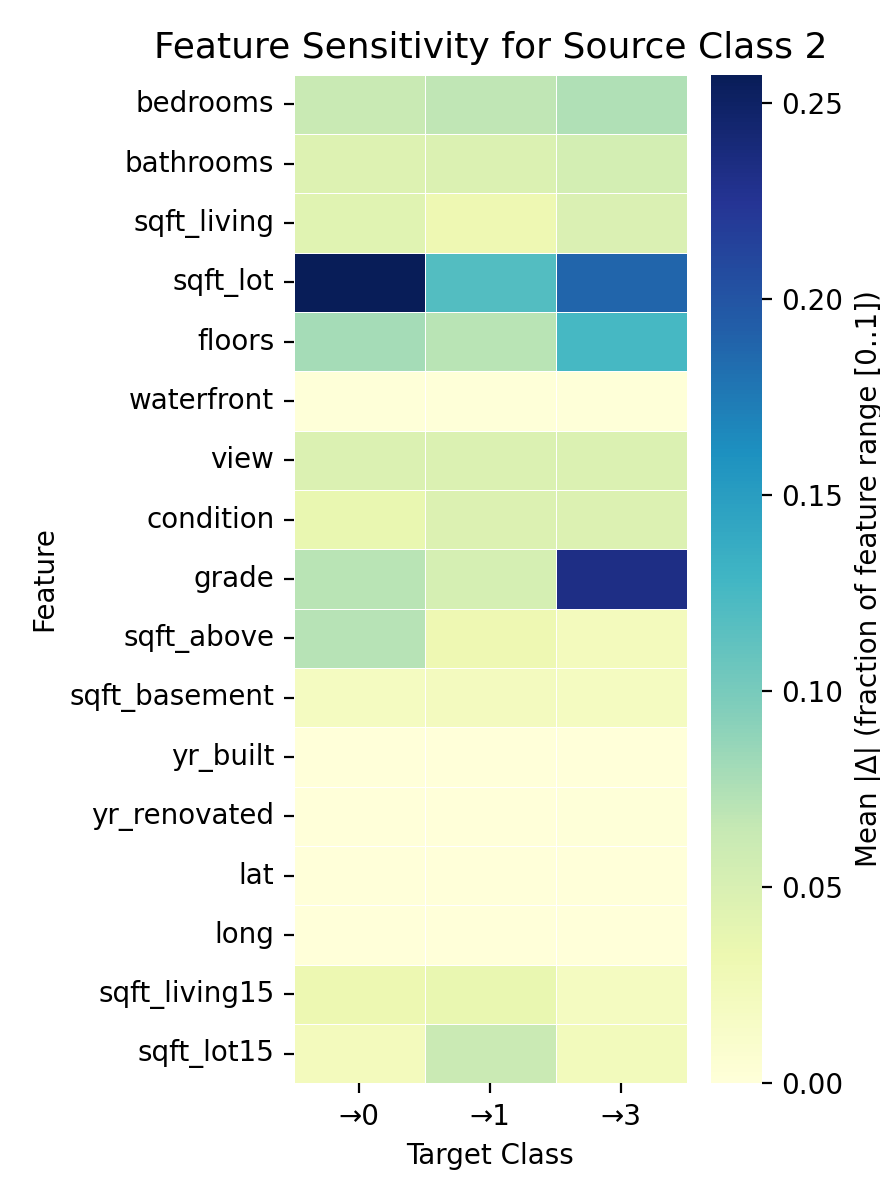 Feature Sensitivity for Source Class 2
bedrooms
bathrooms
sqft_living
sqft_lot
floors
waterfront
view
condition
grade
sqft_above
sqft_basement
yr_built
yr_renovated
lat
long
sqft_living15
sqft_lot15
Feature
→0 →1 →3
Target Class
0.25
0.20
0.15
0.10
0.05
0.00
Mean |Δ| (fraction of feature range [0..1])